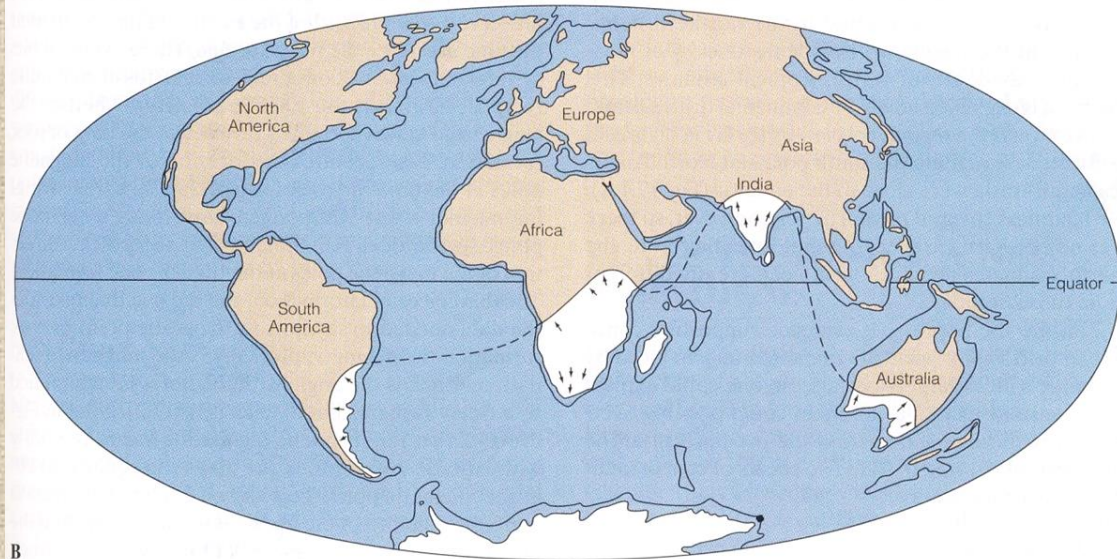 North
America
Europe
Asia
India
Africa
Equator
South
America
Australia
B